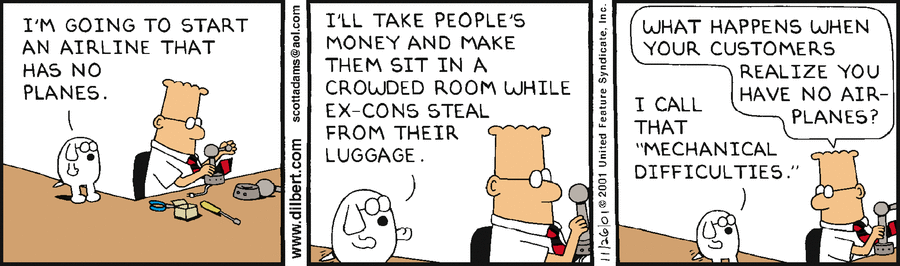 I'M GOING TO START
AN AIRLINE THAT
HAS NO
PLANES.
www.dilbert.com scottadams@aol.com
I'LL TAKE PEOPLE'S
MONEY AND MAKE
THEM SIT IN A
CROWDED ROOM WHILE
EX-CONS STEAL
FROM THEIR
LUGGAGE.
11/26/01 © 2001 United Feature Syndicate, Inc.
WHAT HAPPENS WHEN
YOUR CUSTOMERS
REALIZE YOU
HAVE NO AIR-
PLANES?
I CALL
THAT
"MECHANICAL
DIFFICULTIES."